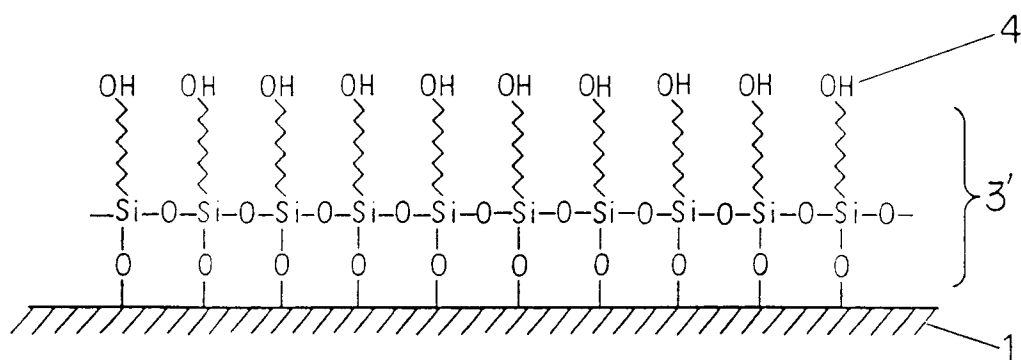 4
OH OH OH OH OH OH OH OH OH OH
3'
—Si—O—Si—O—Si—O—Si—O—Si—O—Si—O—Si—O—Si—O—Si—O—Si—O—
O O O O O O O O O O
1